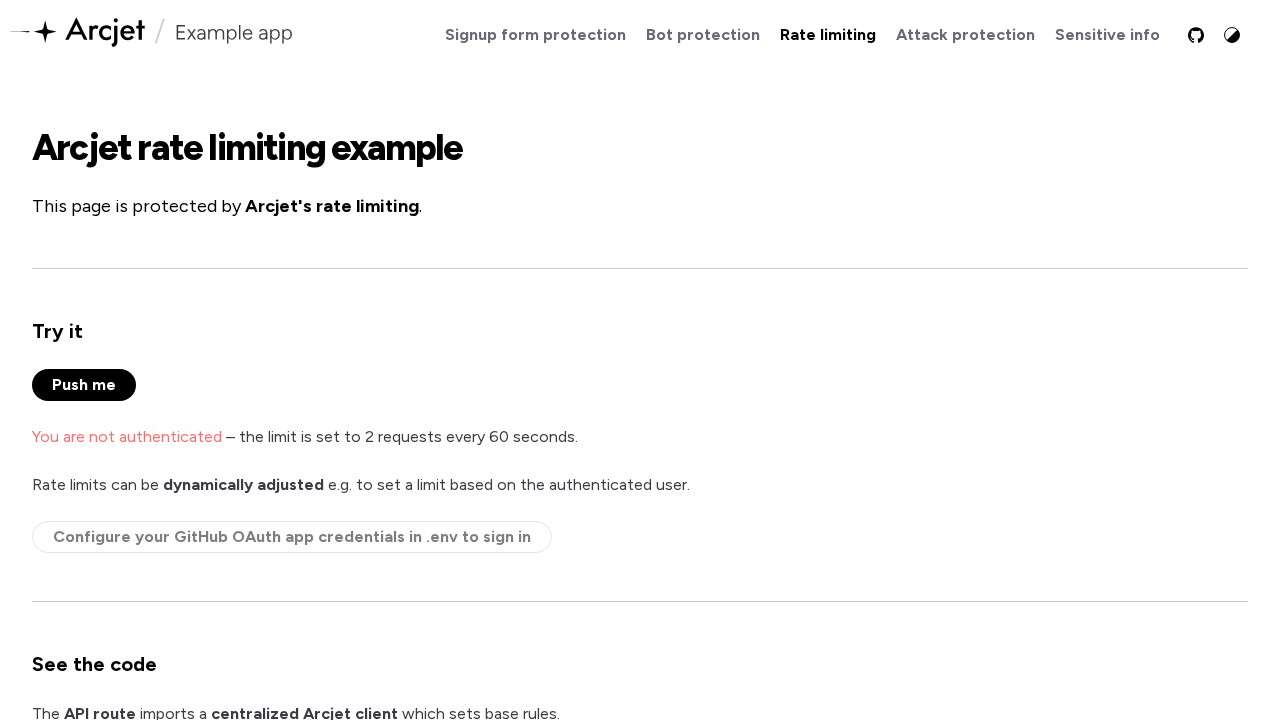 Arcjet / Example app
Signup form protection Bot protection Rate limiting Attack protection Sensitive info
Arcjet rate limiting example
This page is protected by Arcjet's rate limiting.
Try it
Push me
You are not authenticated – the limit is set to 2 requests every 60 seconds.
Rate limits can be dynamically adjusted e.g. to set a limit based on the authenticated user.
Configure your GitHub OAuth app credentials in .env to sign in
See the code
The API route imports a centralized Arcjet client which sets base rules.